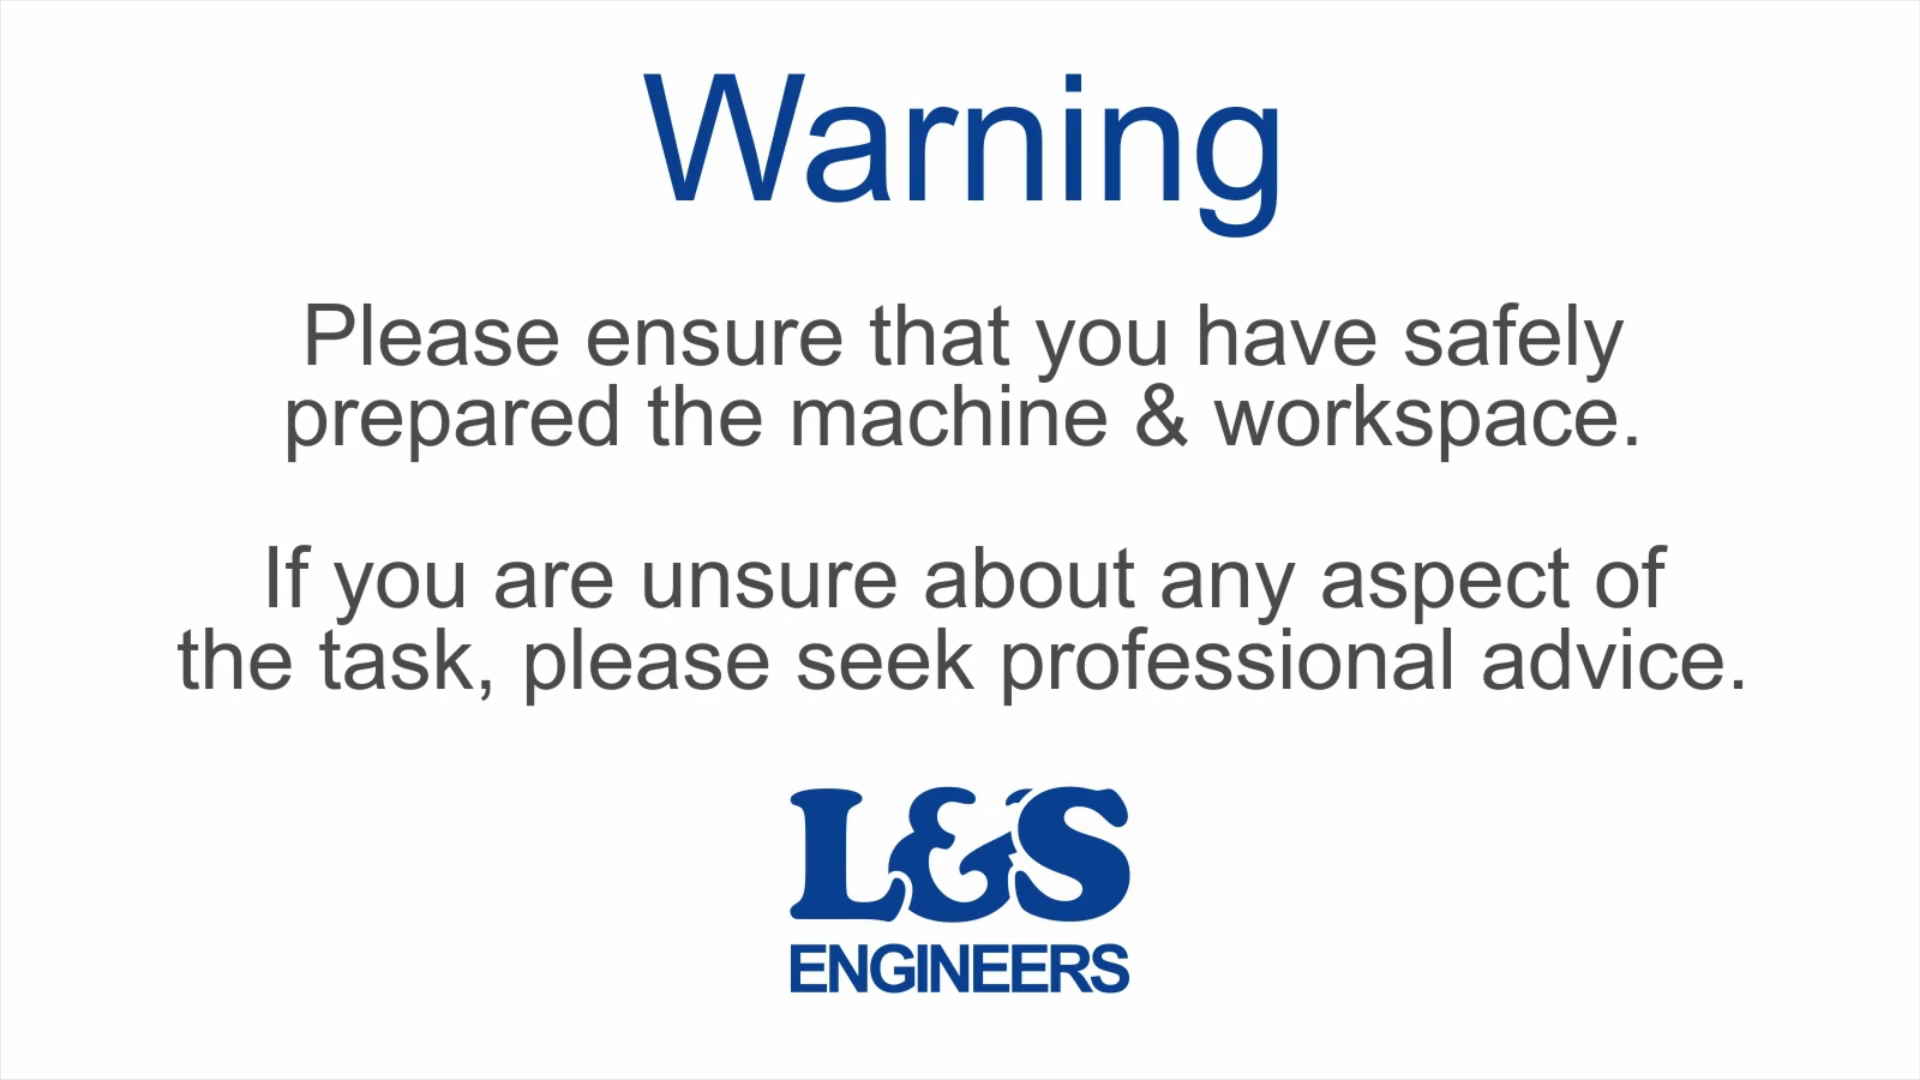 Warning
Please ensure that you have safely
prepared the machine & workspace.
If you are unsure about any aspect of
the task, please seek professional advice.
L&S
ENGINEERS